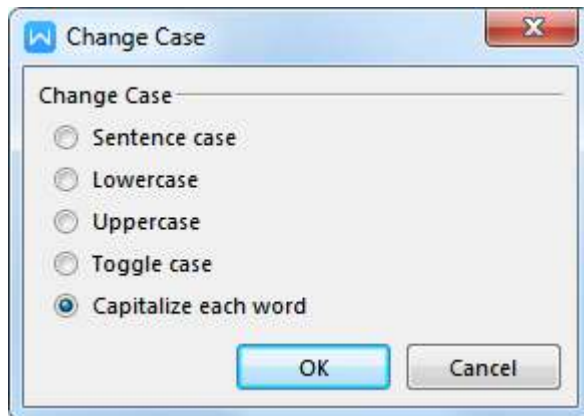 Change Case
Change Case
Sentence case
Lowercase
Uppercase
Toggle case
Capitalize each word
OK Cancel